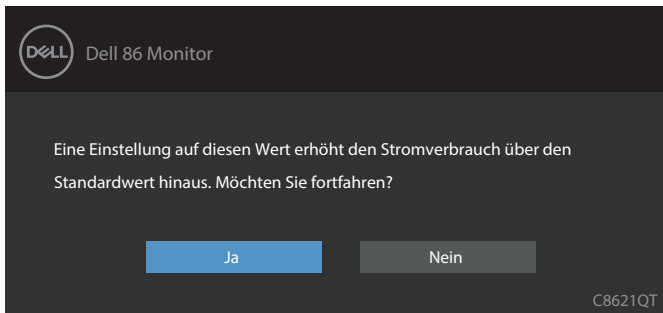 DELL
Dell 86 Monitor
Eine Einstellung auf diesen Wert erhöht den Stromverbrauch über den
Standardwert hinaus. Möchten Sie fortfahren?
Ja
Nein
C8621QT